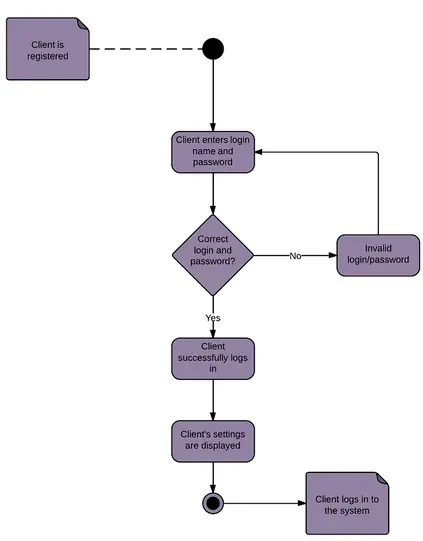 Client is
registered
Client enters login
name and
password
Correct
login and
password?
No
Invalid
login/password
Yes
Client
successfully logs
in
Client's settings
are displayed
Client logs in to
the system